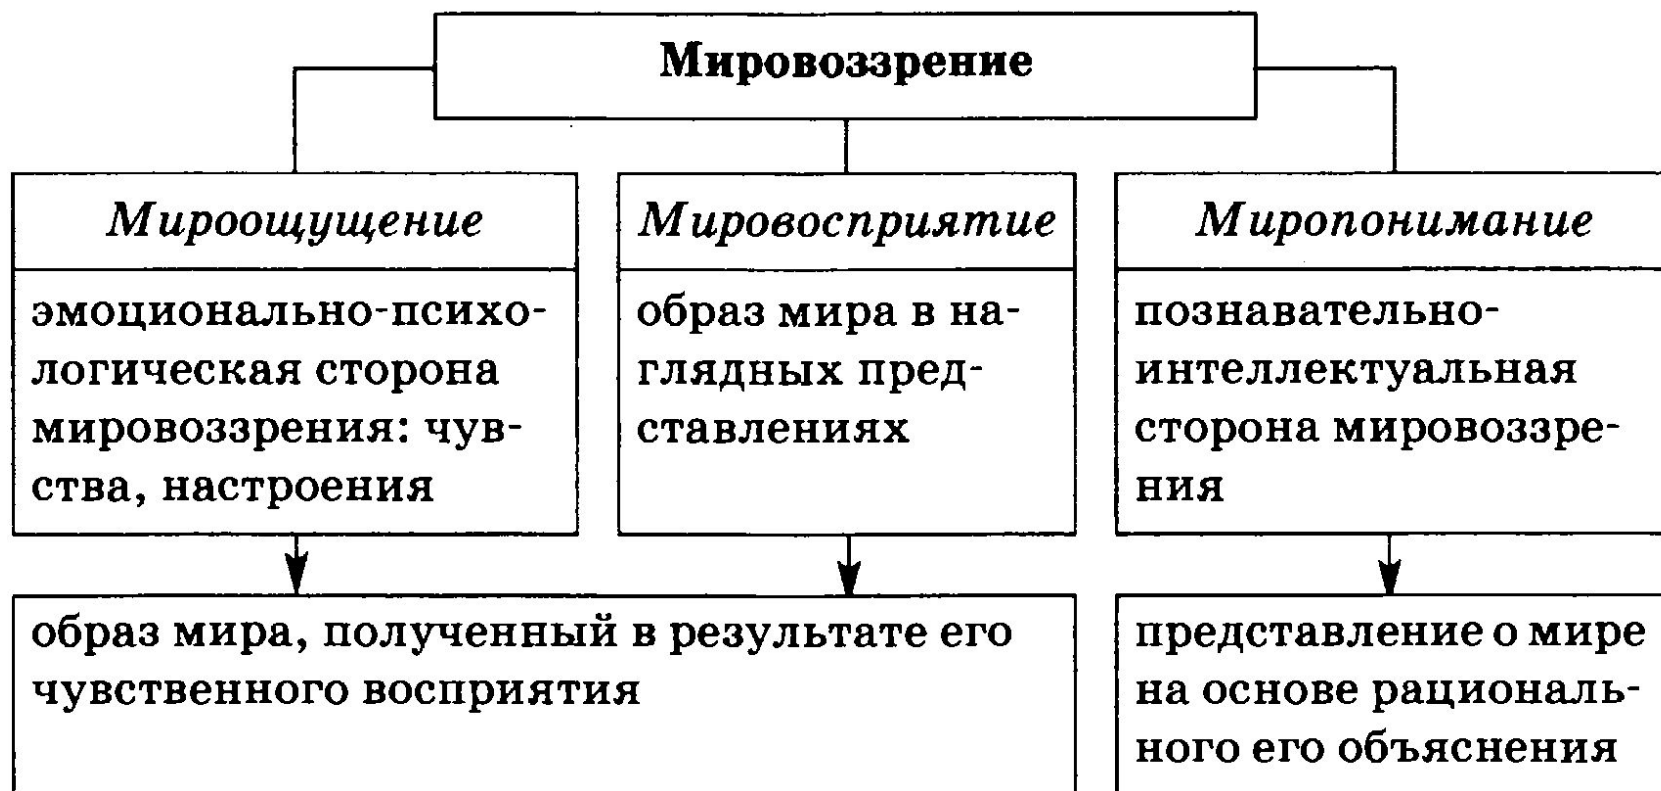 Мировоззрение
Мироощущение
эмоционально-психо-
логическая сторона
мировоззрения: чув-
ства, настроения
Мировосприятие
образ мира в на-
глядных пред-
ставлениях
Миропонимание
познавательно-
интеллектуальная
сторона мировоззре-
ния
образ мира, полученный в результате его
чувственного восприятия
представление о мире
на основе рациональ-
ного его объяснения